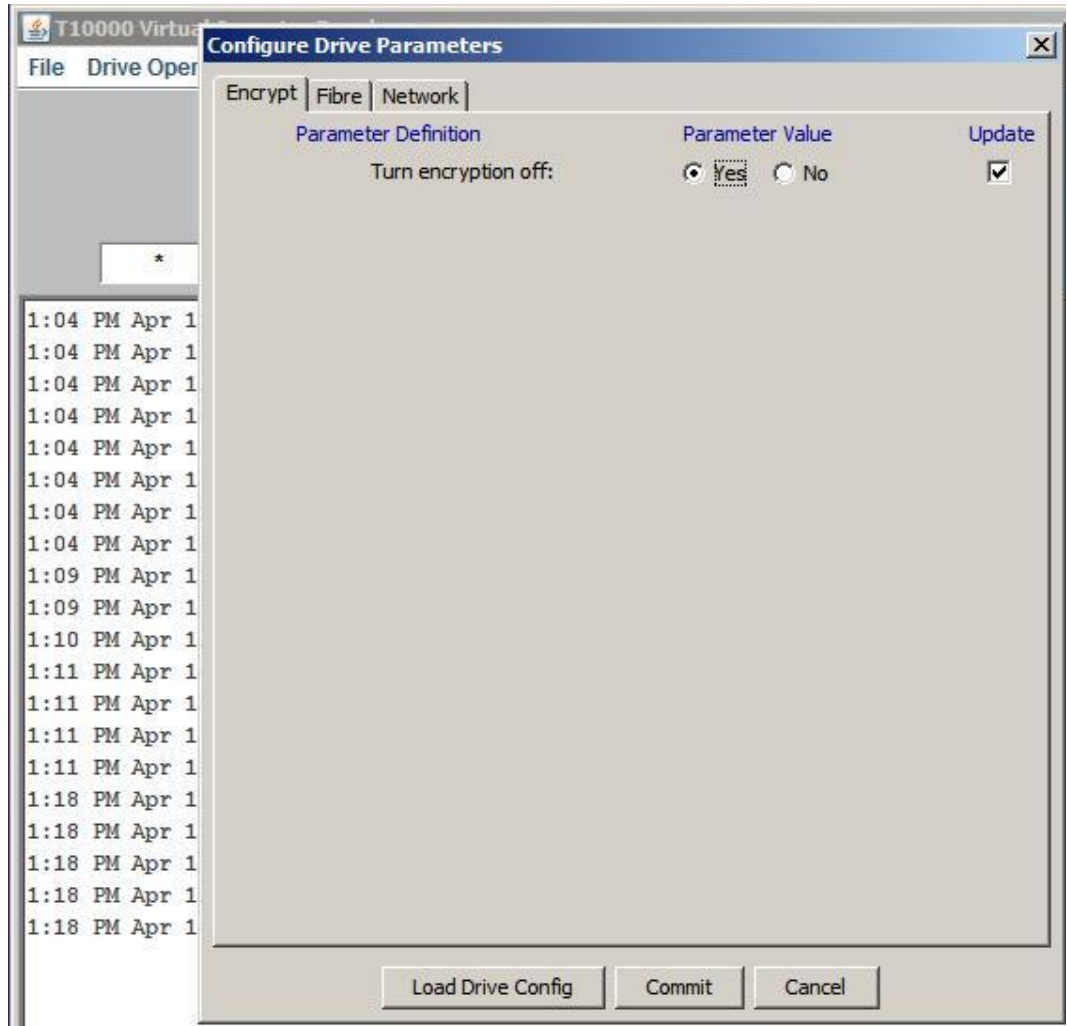 T10000 Virtua
Configure Drive Parameters
File Drive Oper
Encrypt Fibre Network
Parameter Definition Parameter Value Update
Turn encryption off: Yes No
*
1:04 PM Apr 1
1:04 PM Apr 1
1:04 PM Apr 1
1:04 PM Apr 1
1:04 PM Apr 1
1:04 PM Apr 1
1:04 PM Apr 1
1:04 PM Apr 1
1:09 PM Apr 1
1:09 PM Apr 1
1:10 PM Apr 1
1:11 PM Apr 1
1:11 PM Apr 1
1:11 PM Apr 1
1:11 PM Apr 1
1:18 PM Apr 1
1:18 PM Apr 1
1:18 PM Apr 1
1:18 PM Apr 1
1:18 PM Apr 1
Load Drive Config Commit Cancel